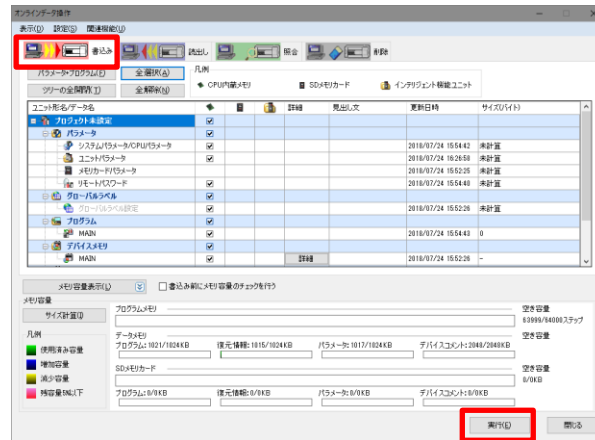 オンラインデータ操作
表示(D) 設定(S) 関連機能(U)
書込み 読出し 照合 削除
パラメータ+プログラム(F) 全選択(A)
ツリーの全開閉(T) 全解除(N)
凡例
CPU内蔵メモリ SDメモリカード インテリジェント機能ユニット
ユニット形名/データ名 詳細 見出し文 更新日時 サイズ(バイト)
プロジェクト未設定
パラメータ
システムパラメータ/CPUパラメータ 2018/07/24 15:54:42 未計算
ユニットパラメータ 2018/07/24 16:26:58 未計算
メモリカードパラメータ 2018/07/24 15:52:25 未計算
リモートパスワード 2018/07/24 15:54:40 未計算
グローバルラベル
グローバルラベル設定 2018/07/24 15:52:26 未計算
プログラム
MAIN 2018/07/24 15:54:43 0
デバイスメモリ
MAIN 詳細 2018/07/24 15:52:26 -
メモリ容量表示(L) 書込み前にメモリ容量のチェックを行う
メモリ容量
サイズ計算(I)
凡例
使用済み容量
増加容量
減少容量
残容量5%以下
プログラムメモリ 空き容量
63999/64000ステップ
データメモリ 空き容量
プログラム:1021/1024KB 復元情報:1015/1024KB パラメータ:1017/1024KB デバイスコメント:2048/2048KB
SDメモリカード 空き容量
0/0KB
プログラム:0/0KB 復元情報:0/0KB パラメータ:0/0KB デバイスコメント:0/0KB
実行(E) 閉じる